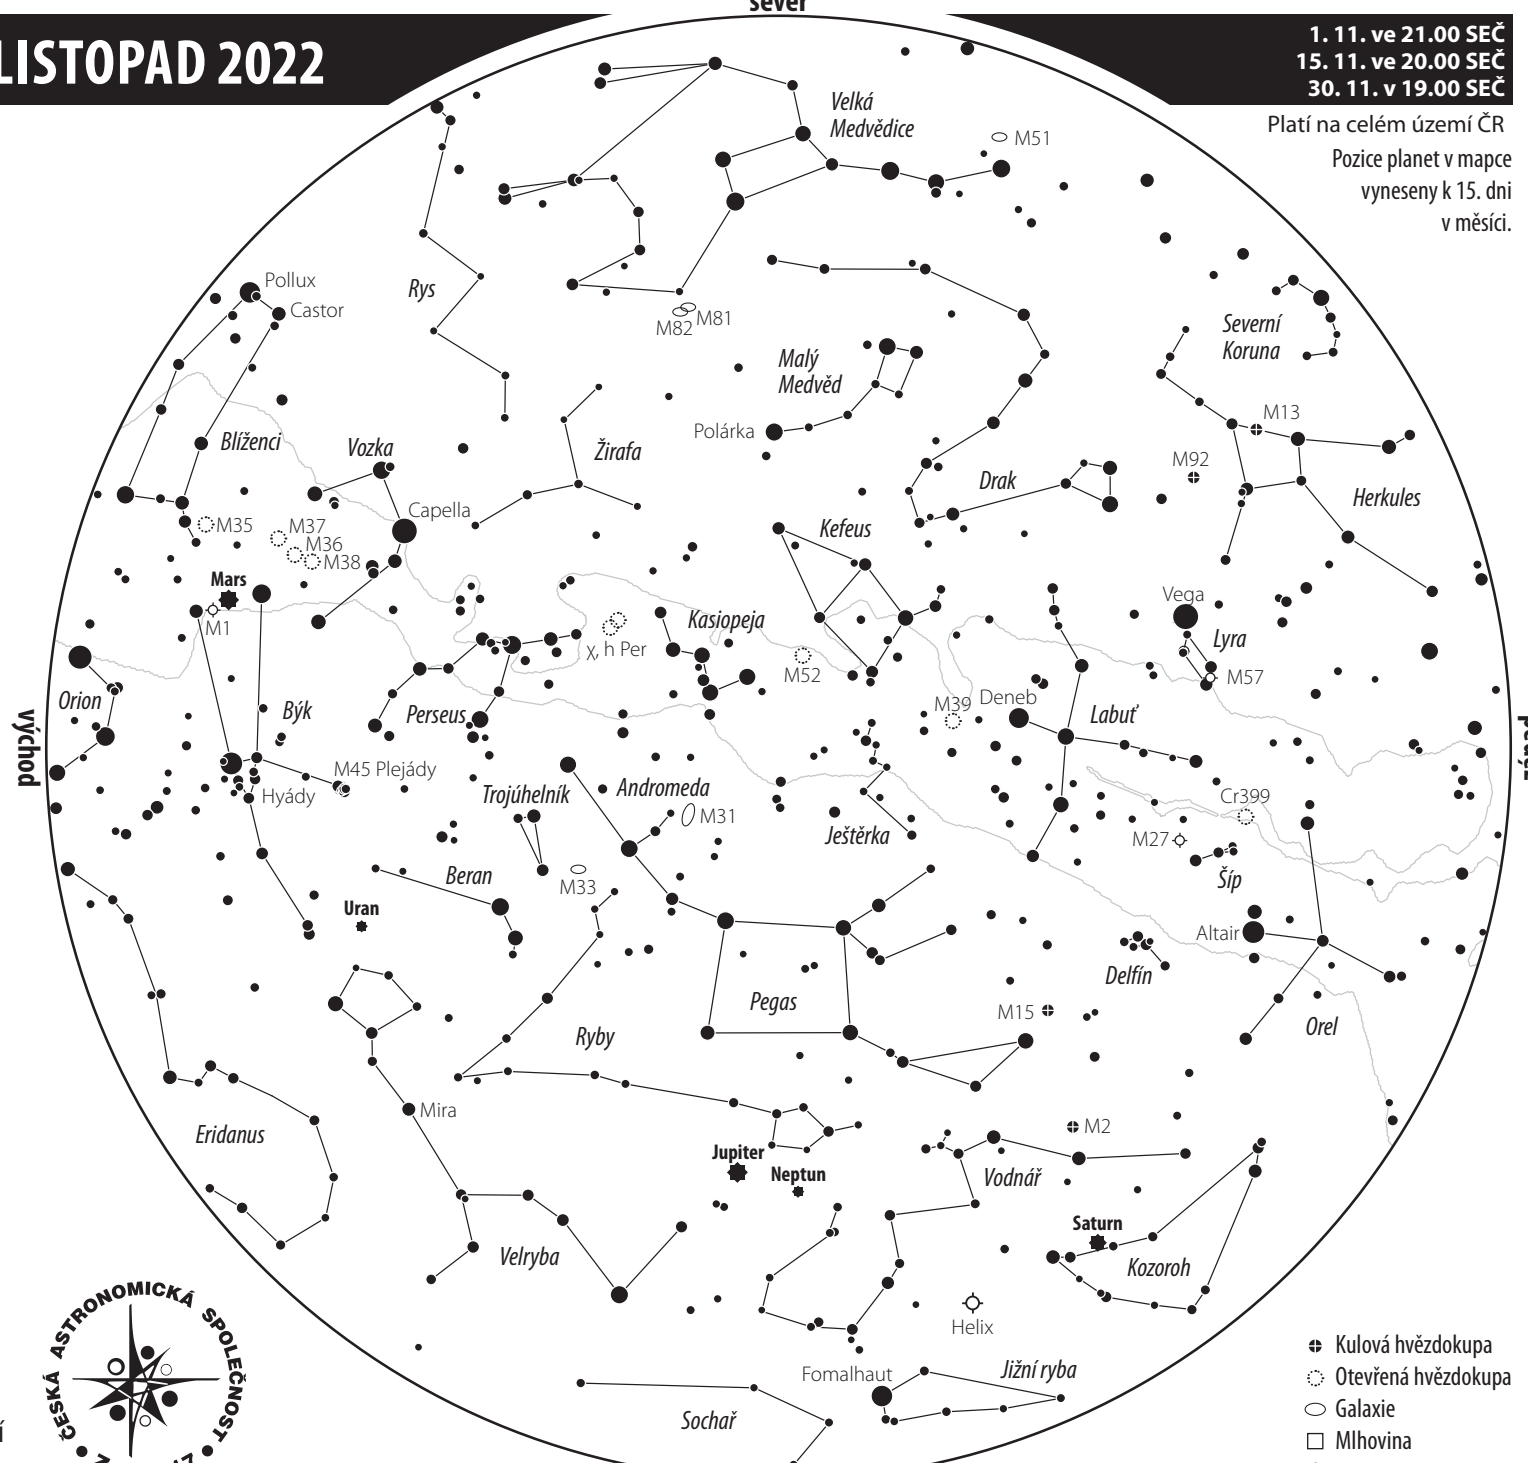 sever
LISTOPAD 2022
1. 11. ve 21.00 SEČ
15. 11. ve 20.00 SEČ
30. 11. v 19.00 SEČ
Platí na celém území ČR
Pozice planet v mapce
vyneseny k 15. dni
v měsíci.
Velká
Medvědice
M51
Pollux
Castor
Rys
M82
M81
Severní
Koruna
Malý
Medvěd
Polárka
M13
Blíženci
Vozka
Žirafa
Drak
M92
Herkules
Capella
Kefeus
M35
M37
M36
M38
Mars
M1
Vega
Lyra
Kasiopeja
χ, h Per
M52
M57
Orion
Býk
Perseus
M39
Deneb
Labuť
východ
M45 Plejády
Hyády
Trojúhelník
Andromeda
M31
Ještěrka
Cr399
M27
Šíp
Beran
M33
Uran
Altair
Delfín
Pegas
M15
Orel
Ryby
Mira
Eridanus
M2
Jupiter
Neptun
Vodnář
Saturn
Kozoroh
Velryba
Helix
Fomalhaut
Jižní ryba
Sochař
ČESKÁ ASTRONOMICKÁ SPOLEČNOST
Kulová hvězdokupa
Otevřená hvězdokupa
Galaxie
Mlhovina
í